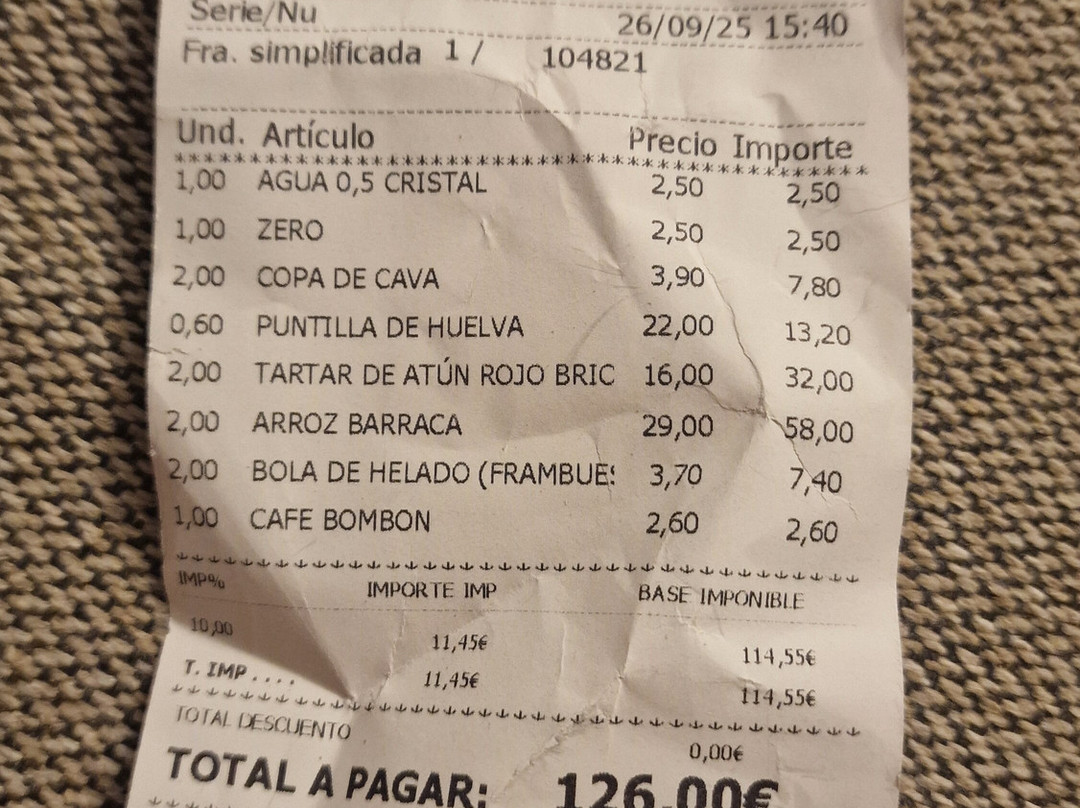 Serie/Nu 26/09/25 15:40
Fra. simplificada 1 / 104821
Und. Artículo Precio Importe
1,00 AGUA 0,5 CRISTAL 2,50 2,50
1,00 ZERO 2,50 2,50
2,00 COPA DE CAVA 3,90 7,80
0,60 PUNTILLA DE HUELVA 22,00 13,20
2,00 TARTAR DE ATÚN ROJO BRIC 16,00 32,00
2,00 ARROZ BARRACA 29,00 58,00
2,00 BOLA DE HELADO (FRAMBUES 3,70 7,40
1,00 CAFE BOMBON 2,60 2,60
IMP% IMPORTE IMP BASE IMPONIBLE
10,00 11,45€ 114,55€
T. IMP .... 11,45€ 114,55€
TOTAL DESCUENTO 0,00€
TOTAL A PAGAR: 126,00€